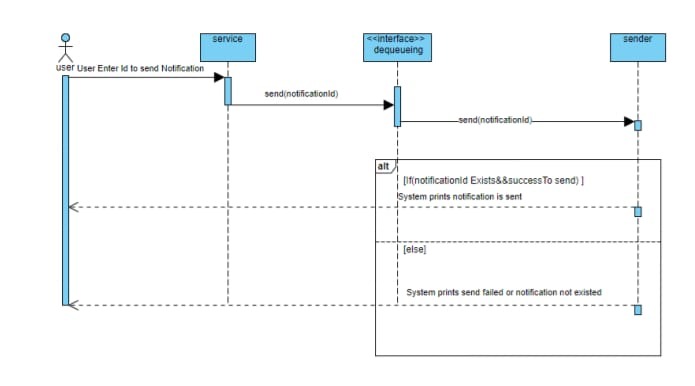 service
<<interface>>
dequeueing
sender
user
User Enter Id to send Notification
send(notificationId)
send(notificationId)
alt
[If(notificationId Exists&&successTo send) ]
System prints notification is sent
[else]
System prints send failed or notification not existed